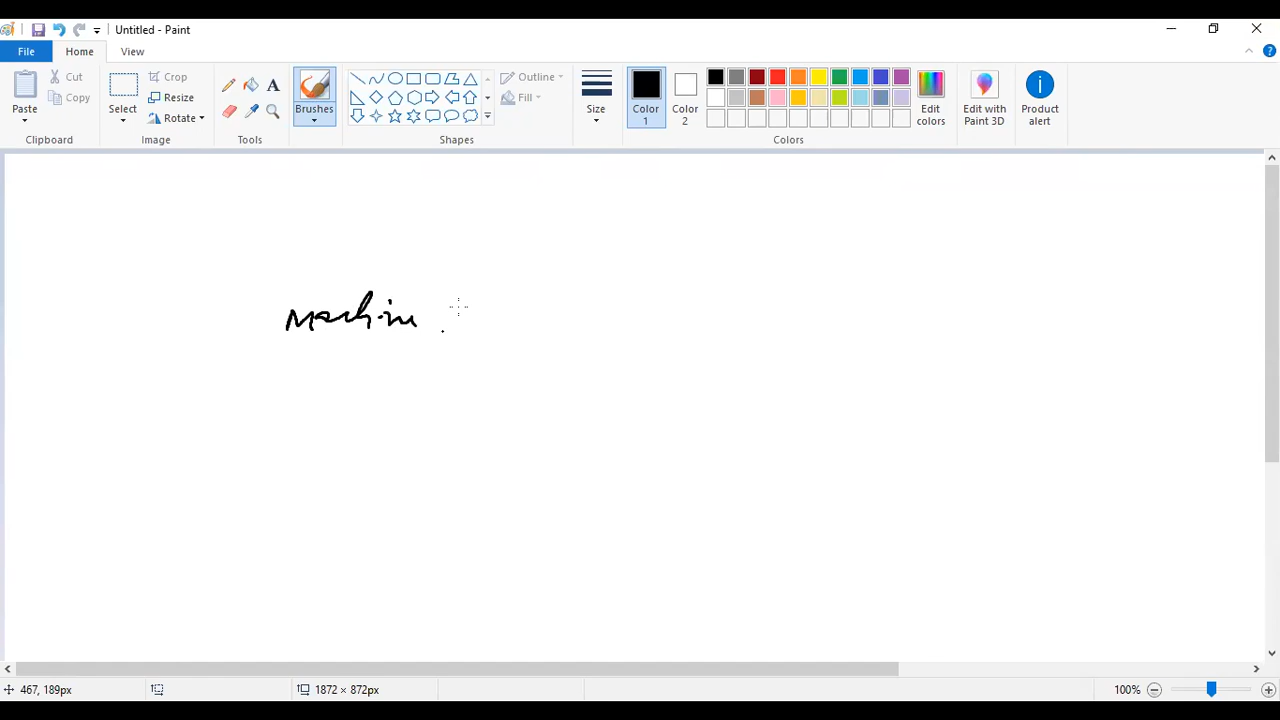 Untitled - Paint
File Home View
Paste Cut Copy Clipboard
Select Crop Resize Rotate Image
Tools
Brushes
Outline Fill Shapes
Size
Color 1 Color 2 Edit colors Colors
Edit with Paint 3D
Product alert
Machine
467, 189px 1872 × 872px 100%